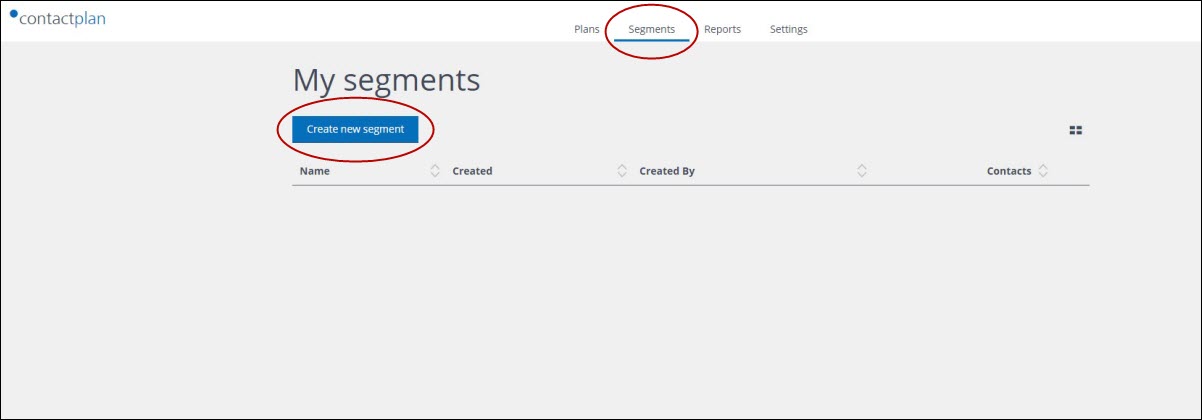 contactplan
Plans Segments Reports Settings
My segments
Create new segment
Name Created Created By Contacts